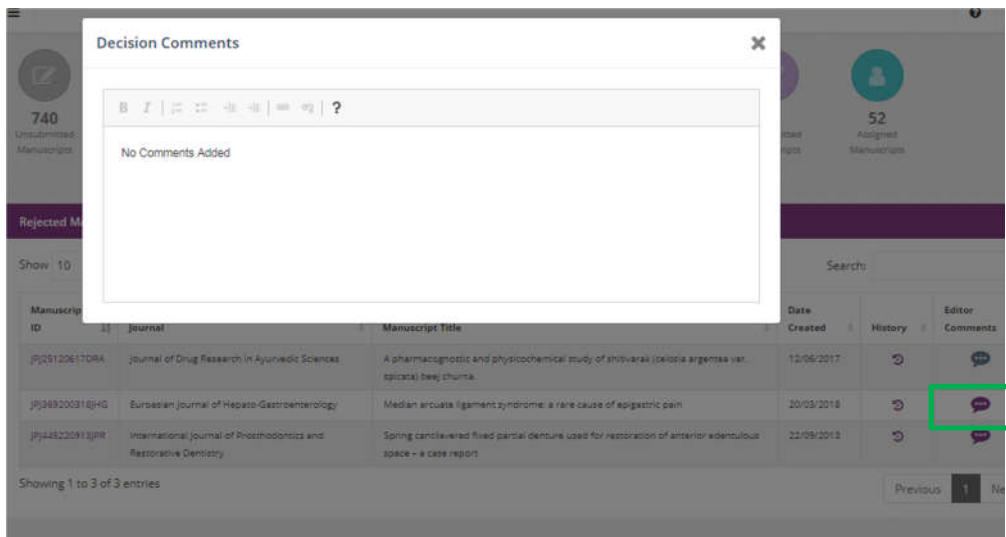 Decision Comments
B I ?
No Comments Added
740
Unsubmitted
Manuscripts
52
Assigned
Manuscripts
Rejected M
Show 10
Search:
Manuscrip
ID
Journal
Manuscript Title
Date
Created
History
Editor
Comments
JPJ25120617DRA
Journal of Drug Research in Ayurvedic Sciences
A pharmacognostic and physicochemical study of shitivarak (celosia argentea var.
spicata) beej churna.
12/06/2017
JPJ369200318JHG
Euroasian Journal of Hepato-Gastroenterology
Median arcuate ligament syndrome: a rare cause of epigastric pain
20/03/2018
JPJ445220913JPR
International Journal of Prosthodontics and
Restorative Dentistry
Spring cantilevered fixed partial denture used for restoration of anterior edentulous
space – a case report
22/09/2013
Showing 1 to 3 of 3 entries
Previous 1 Ne